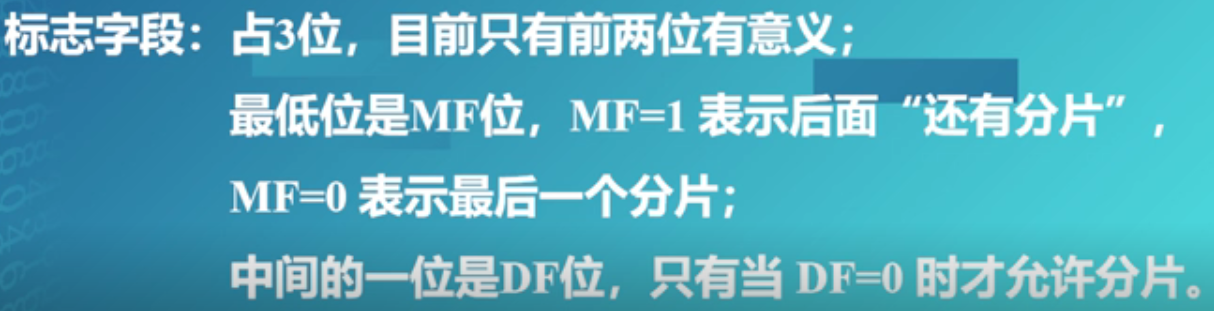 标志字段：占3位，目前只有前两位有意义；
最低位是MF位，MF=1 表示后面“还有分片”，
MF=0 表示最后一个分片；
中间的一位是DF位，只有当 DF=0 时才允许分片。